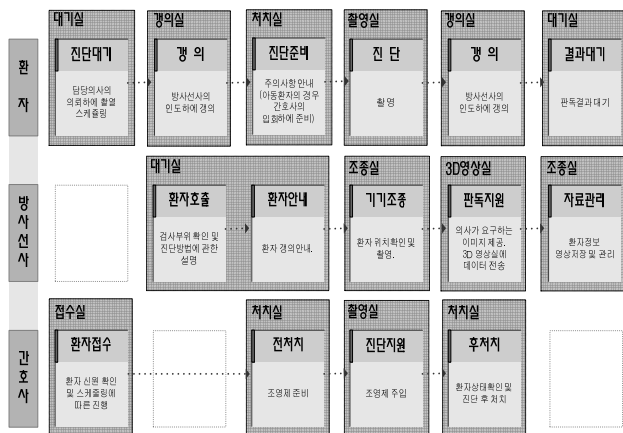 대기실
갱의실
처치실
촬영실
갱의실
대기실
환
자
진단대기
갱 의
진단준비
진 단
갱 의
결과대기
담당의사의
의뢰하에 촬영
스케쥴링
방사선사의
인도하에 갱의
주의사항 안내
(아동환자의 경우
간호사의
입회하에 준비)
촬영
방사선사의
인도하에 갱의
판독결과 대기
대기실
조종실
3D영상실
조종실
방
사
선
사
환자호출
환자안내
기기조종
판독지원
자료관리
검사부위 확인 및
진단방법에 관한
설명
환자 갱의안내.
환자 위치확인 및
촬영.
의사가 요구하는
이미지 제공.
3D 영상실에
데이터 전송
환자정보
영상저장 및 관리
접수실
처치실
촬영실
처치실
간
호
사
환자접수
전처치
진단지원
후처치
환자 신원 확인
및 스케쥴링에
따른 진행
조영제 준비
조영제 주입
환자상태확인 및
진단 후 처치